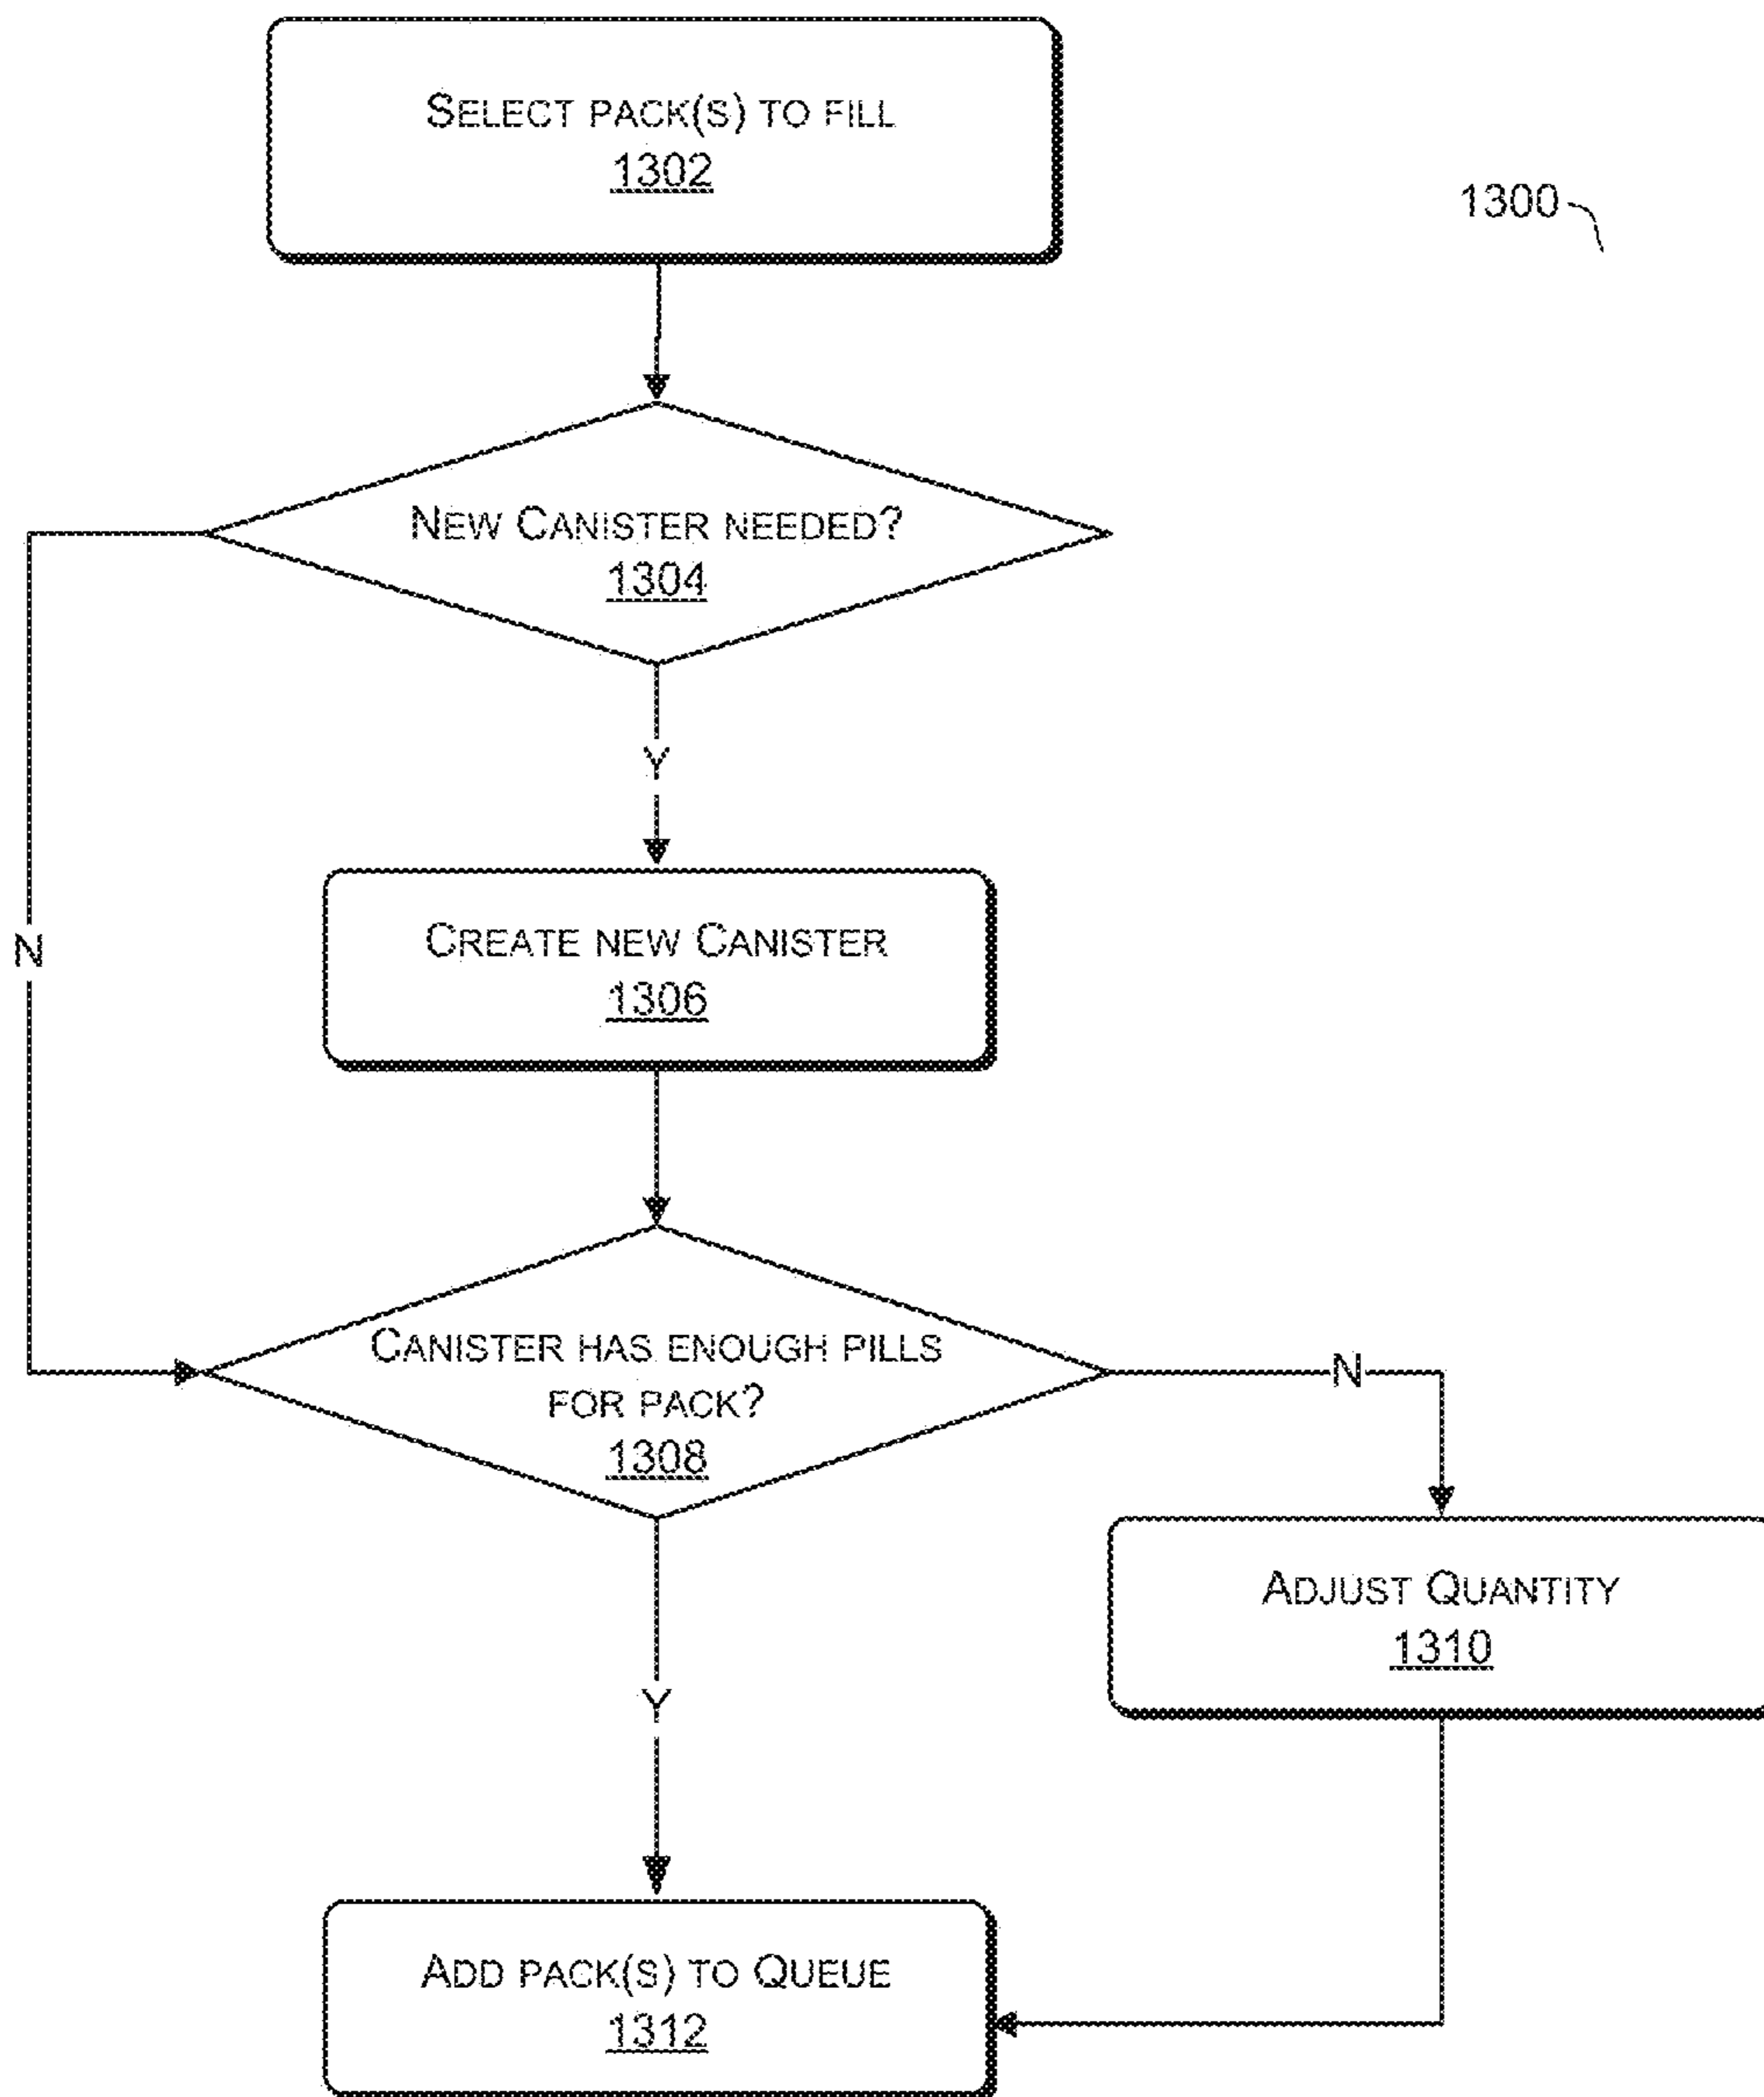 SELECT PACK(S) TO FILL
1302
1300
NEW CANISTER NEEDED?
1304
Y
N
CREATE NEW CANISTER
1306
CANISTER HAS ENOUGH PILLS
FOR PACK?
1308
N
ADJUST QUANTITY
1310
Y
ADD PACK(S) TO QUEUE
1312